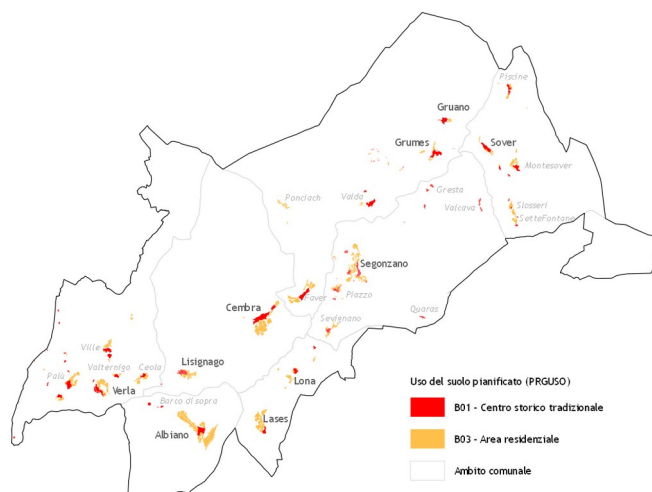 Piscine
Gruano
Grumes
Sover
Montesover
Ponciach
Valda
Gresta
Valcava
Slosseri
SetteFontane
Segonzano
Faver
Piazzo
Cembra
Sevignano
Quaras
Ville
Valternigo
Ceola
Lisignago
Palù
Verla
Lona
Barco di sopra
Albiano
Lases
Uso del suolo pianificato (PRGUSO)
B01 - Centro storico tradizionale
B03 - Area residenziale
Ambito comunale